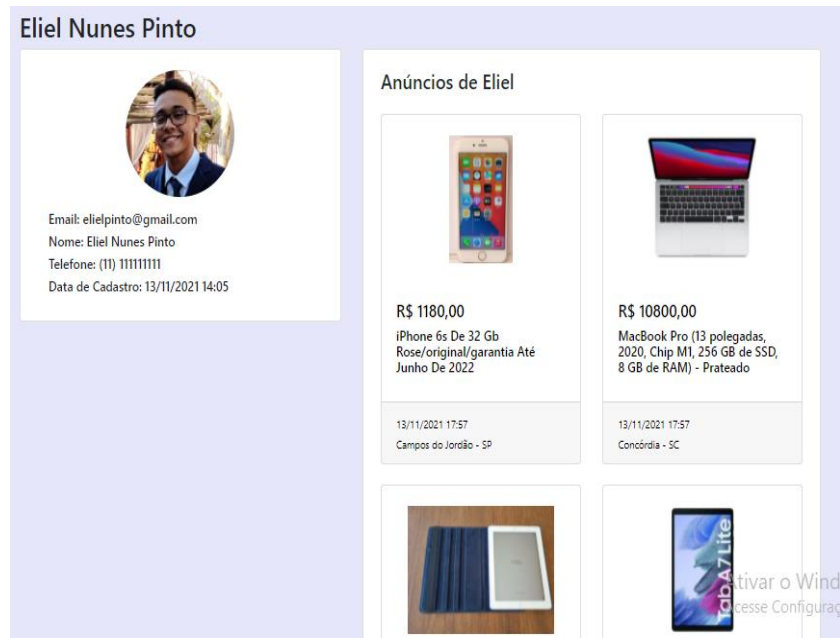 Eliel Nunes Pinto
Email: elielpinto@gmail.com
Nome: Eliel Nunes Pinto
Telefone: (11) 111111111
Data de Cadastro: 13/11/2021 14:05
Anúncios de Eliel
R$ 1180,00
iPhone 6s De 32 Gb
Rose/original/garantia Até
Junho De 2022
13/11/2021 17:57
Campos do Jordão - SP
R$ 10800,00
MacBook Pro (13 polegadas,
2020, Chip M1, 256 GB de SSD,
8 GB de RAM) - Prateado
13/11/2021 17:57
Concórdia - SC
Tab A7 Lite
Ativar o Wind
Acesse Configuraç